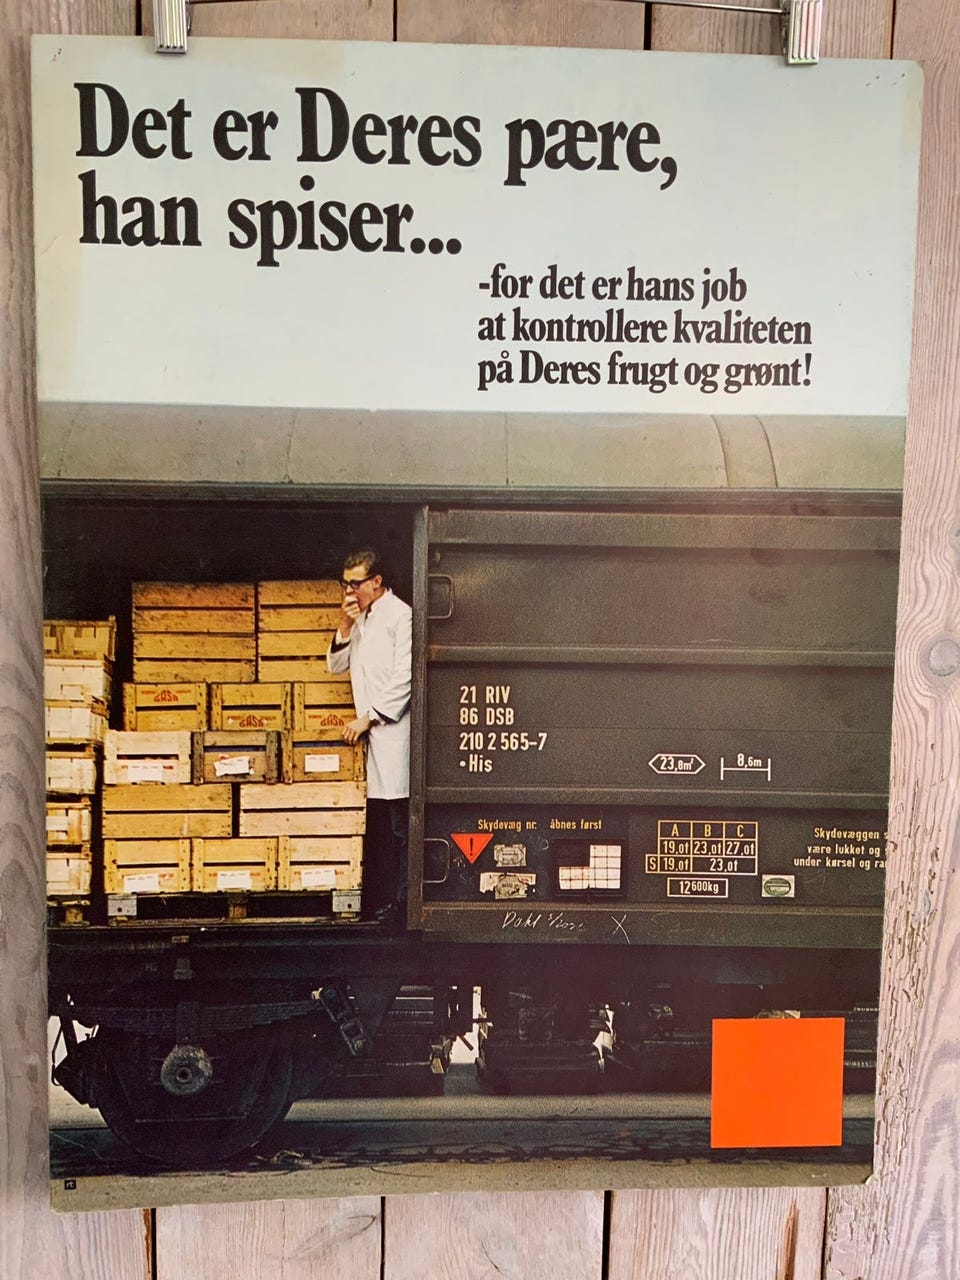 Det er Deres pære,
han spiser...
-for det er hans job
at kontrollere kvaliteten
på Deres frugt og grønt!
GASA
GASA
GASA
21 RIV
86 DSB
210 2 565-7
•His
23,8m²
8,6m
Skydevæg nr. åbnes først
!
A B C
19,0t 23,0t 27,0t
S 19,0t 23,0t
12600kg
Skydevæggen s
være lukket og
under kørsel og ra
Dahl
X
rt